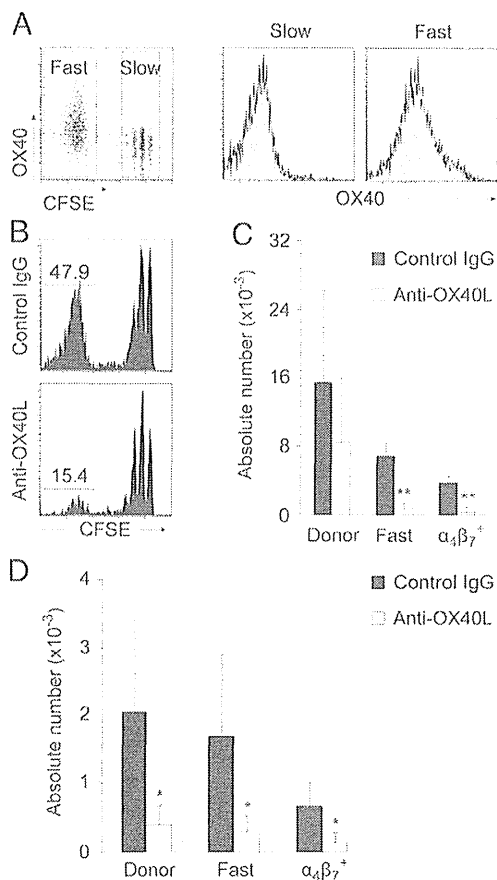 A
Fast Slow
OX40
CFSE
Slow
Fast
OX40
B
47.9
Control IgG
15.4
Anti-OX40L
CFSE
C
Absolute number (x10⁻³)
32
24
16
8
0
Control IgG
Anti-OX40L
**
**
Donor Fast α₄β₇⁺
D
Absolute number (x10⁻³)
4
3
2
1
0
Control IgG
Anti-OX40L
*
*
*
Donor Fast α₄β₇⁺